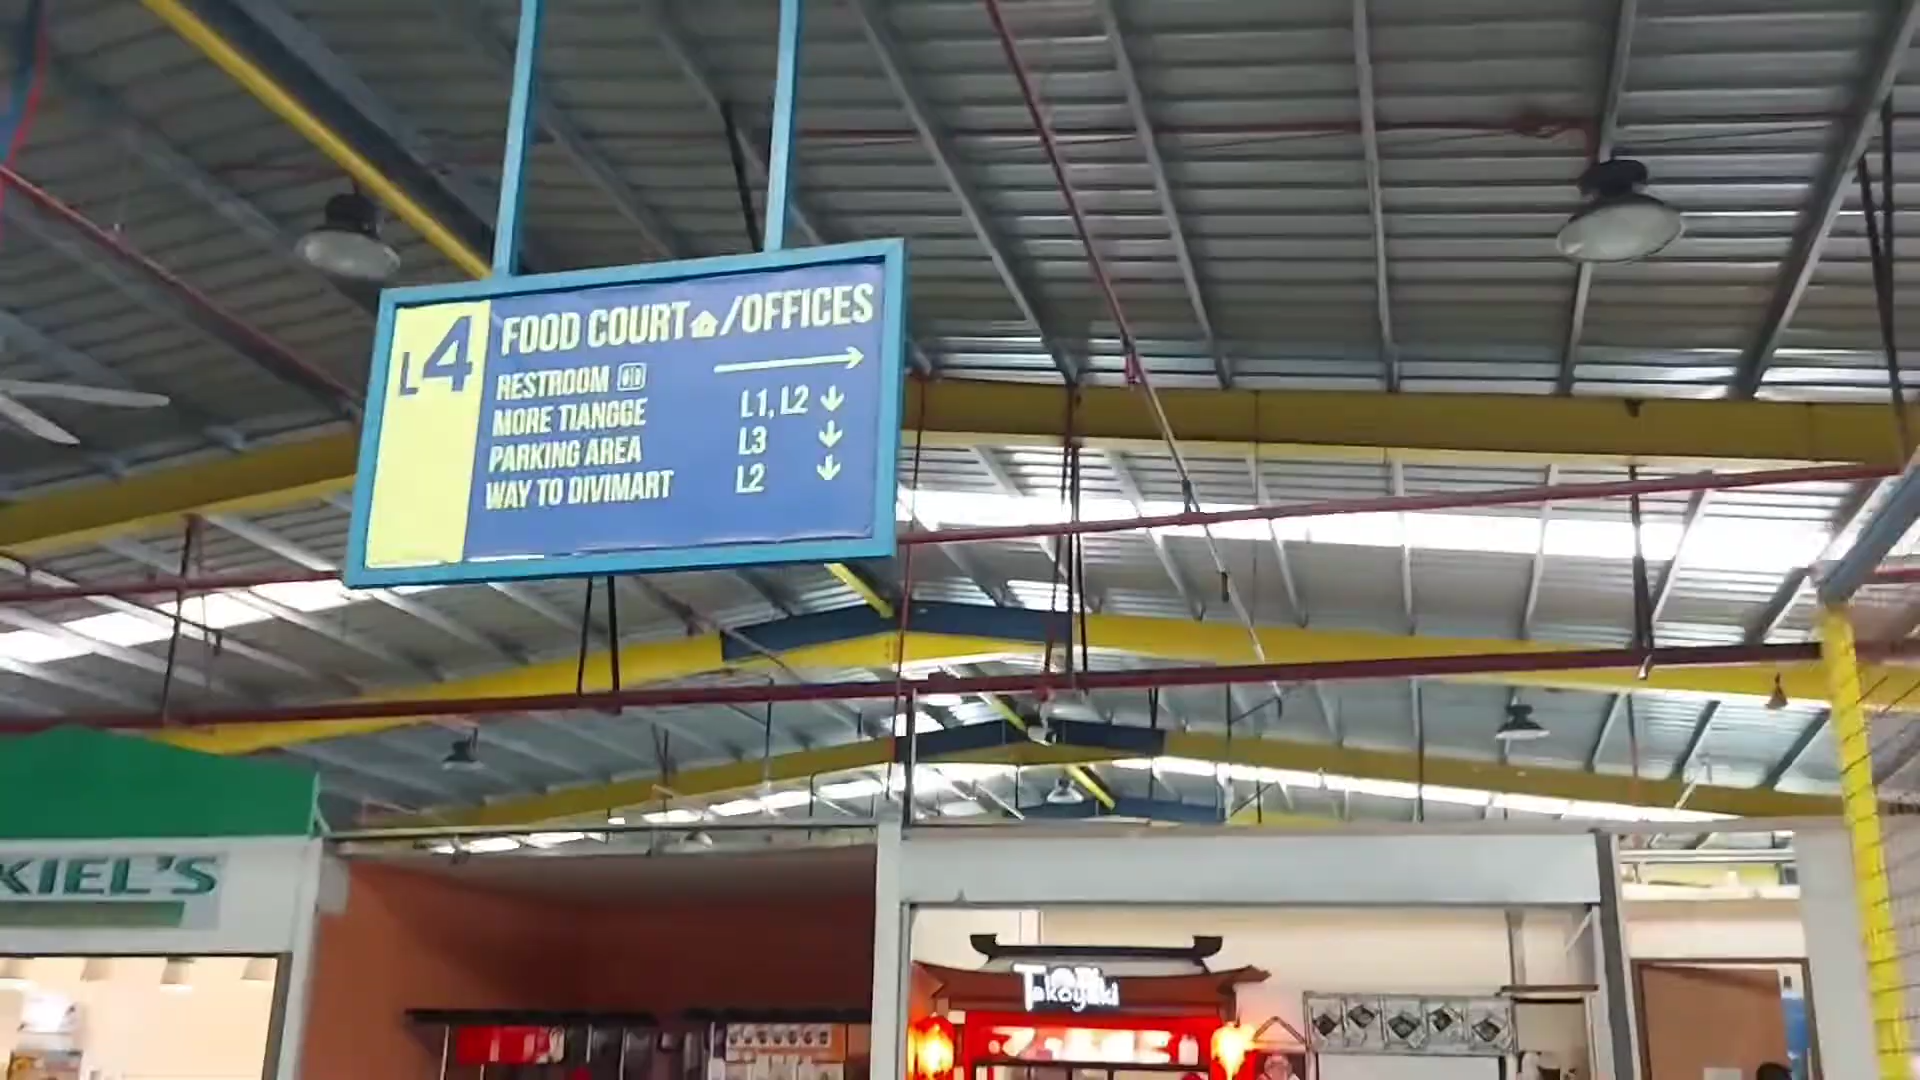 L4
FOOD COURT/OFFICES
RESTROOM
MORE TIANGGE L1, L2
PARKING AREA L3
WAY TO DIVIMART L2
KIEL'S
Takoyaki